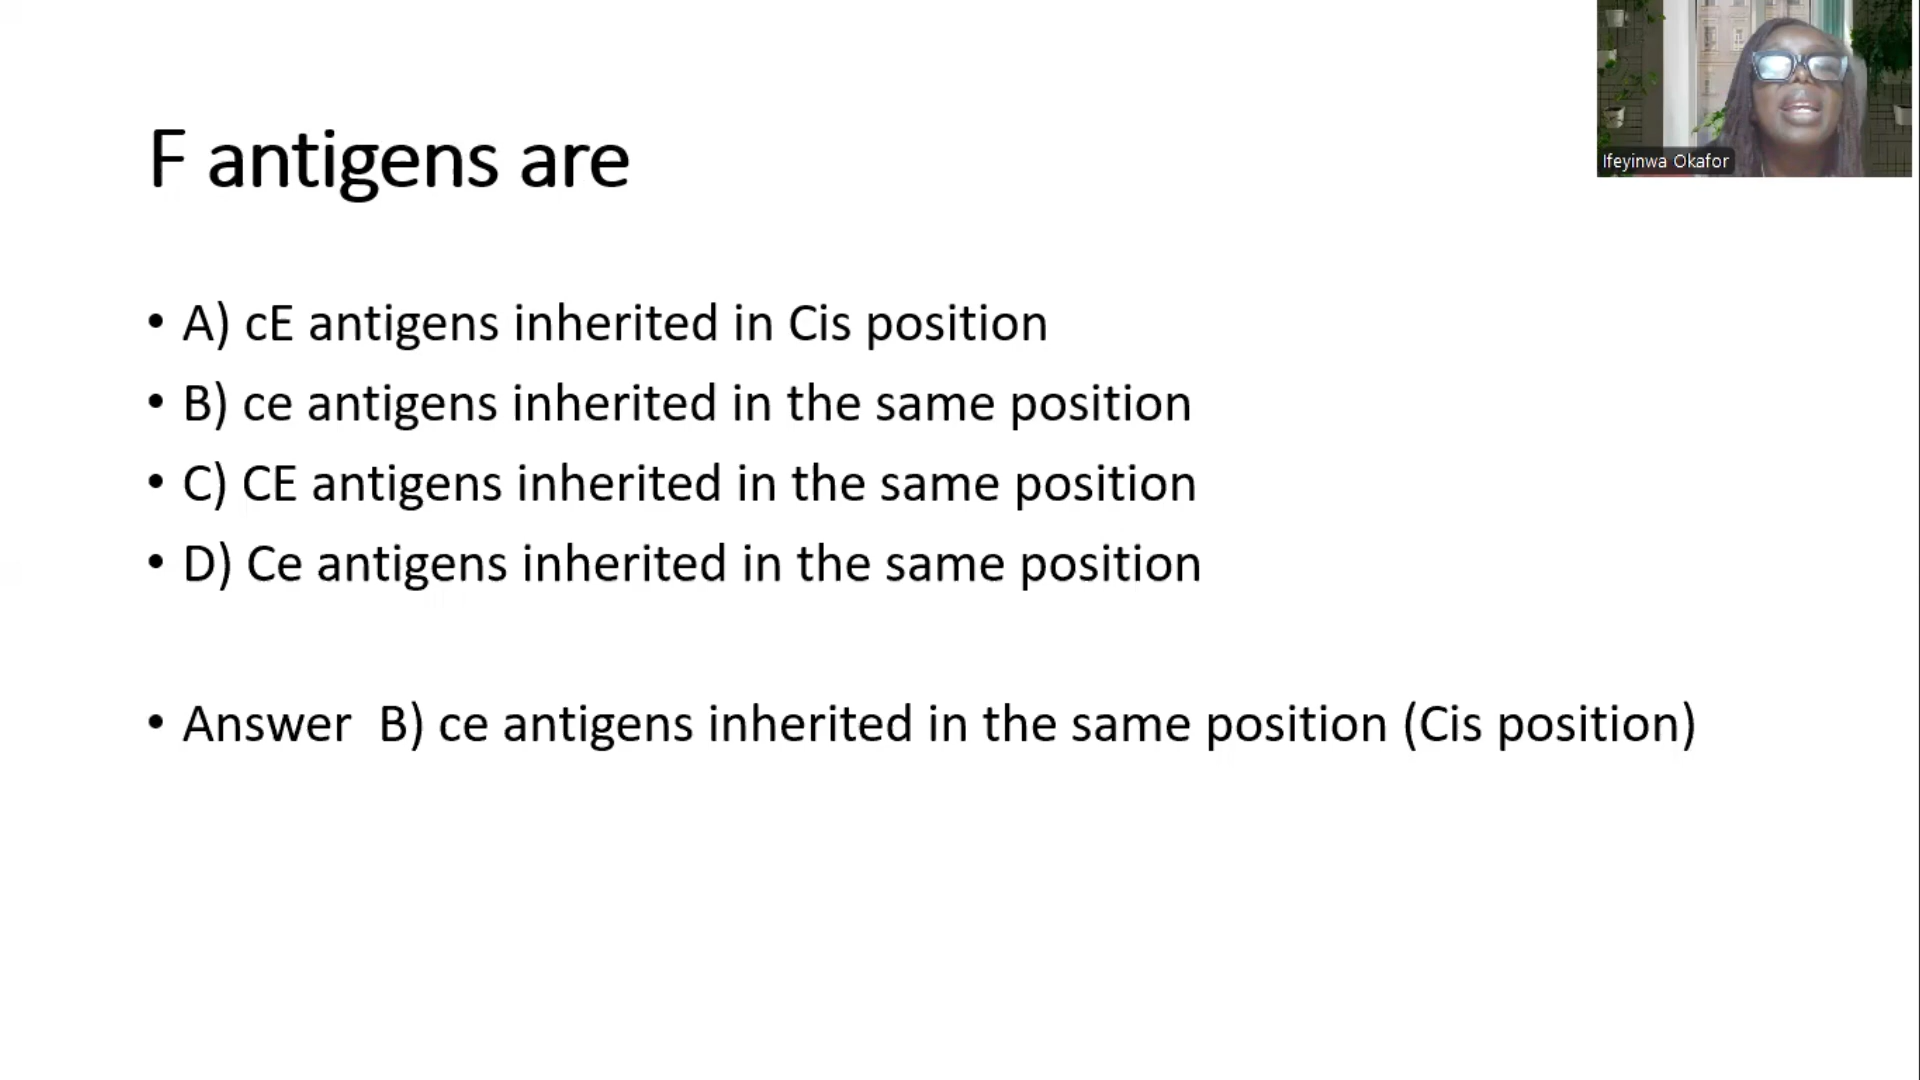 Ifeyinwa Okafor
F antigens are
• A) cE antigens inherited in Cis position
• B) ce antigens inherited in the same position
• C) CE antigens inherited in the same position
• D) Ce antigens inherited in the same position
• Answer  B) ce antigens inherited in the same position (Cis position)